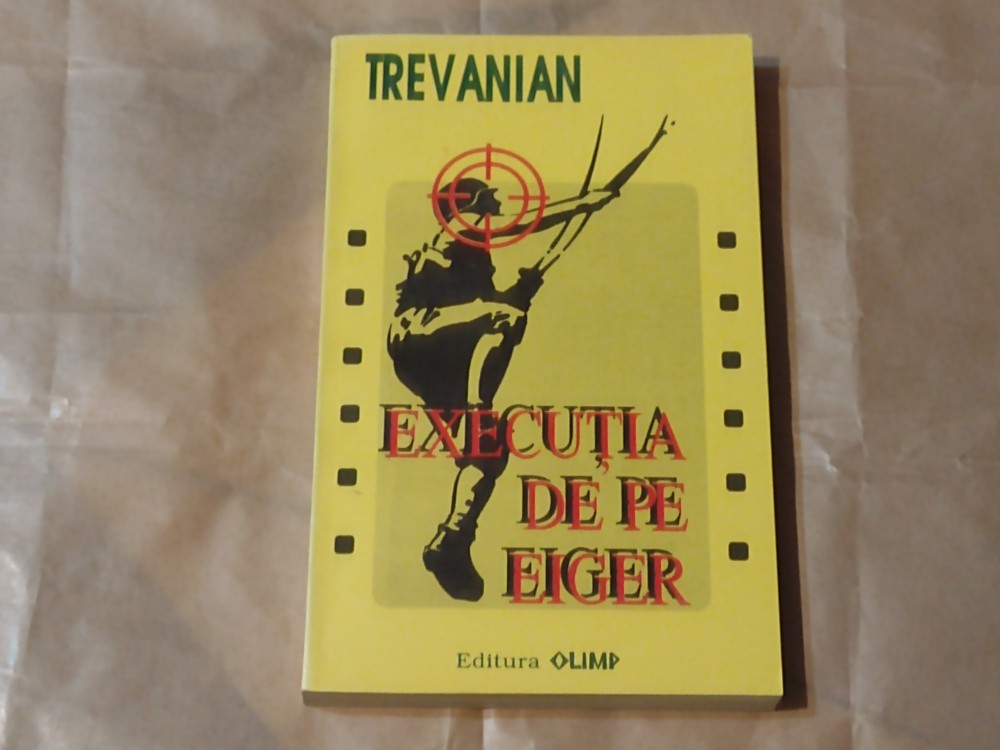 TREVANIAN
EXECUȚIA
DE PE
EIGER
Editura OLIMP